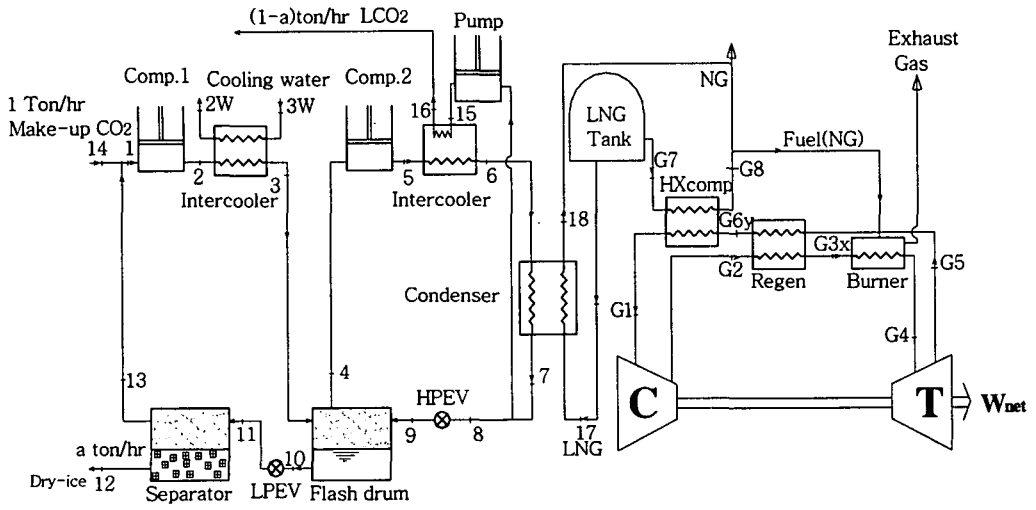 (1-a)ton/hr LCO2
Pump
Exhaust
Gas
Comp.1
Cooling water
Comp.2
2W
3W
16
15
NG
LNG
Tank
1 Ton/hr
Make-up CO2
14
1
2
3
5
6
G7
Fuel(NG)
G8
HXcomp
Intercooler
Intercooler
18
G6y
G3x
G2
G5
Condenser
Regen
Burner
G1
G4
13
4
7
HPEV
C
T
Wnet
11
9
8
17
LNG
a ton/hr
10
Dry-ice
12
Separator
LPEV
Flash drum